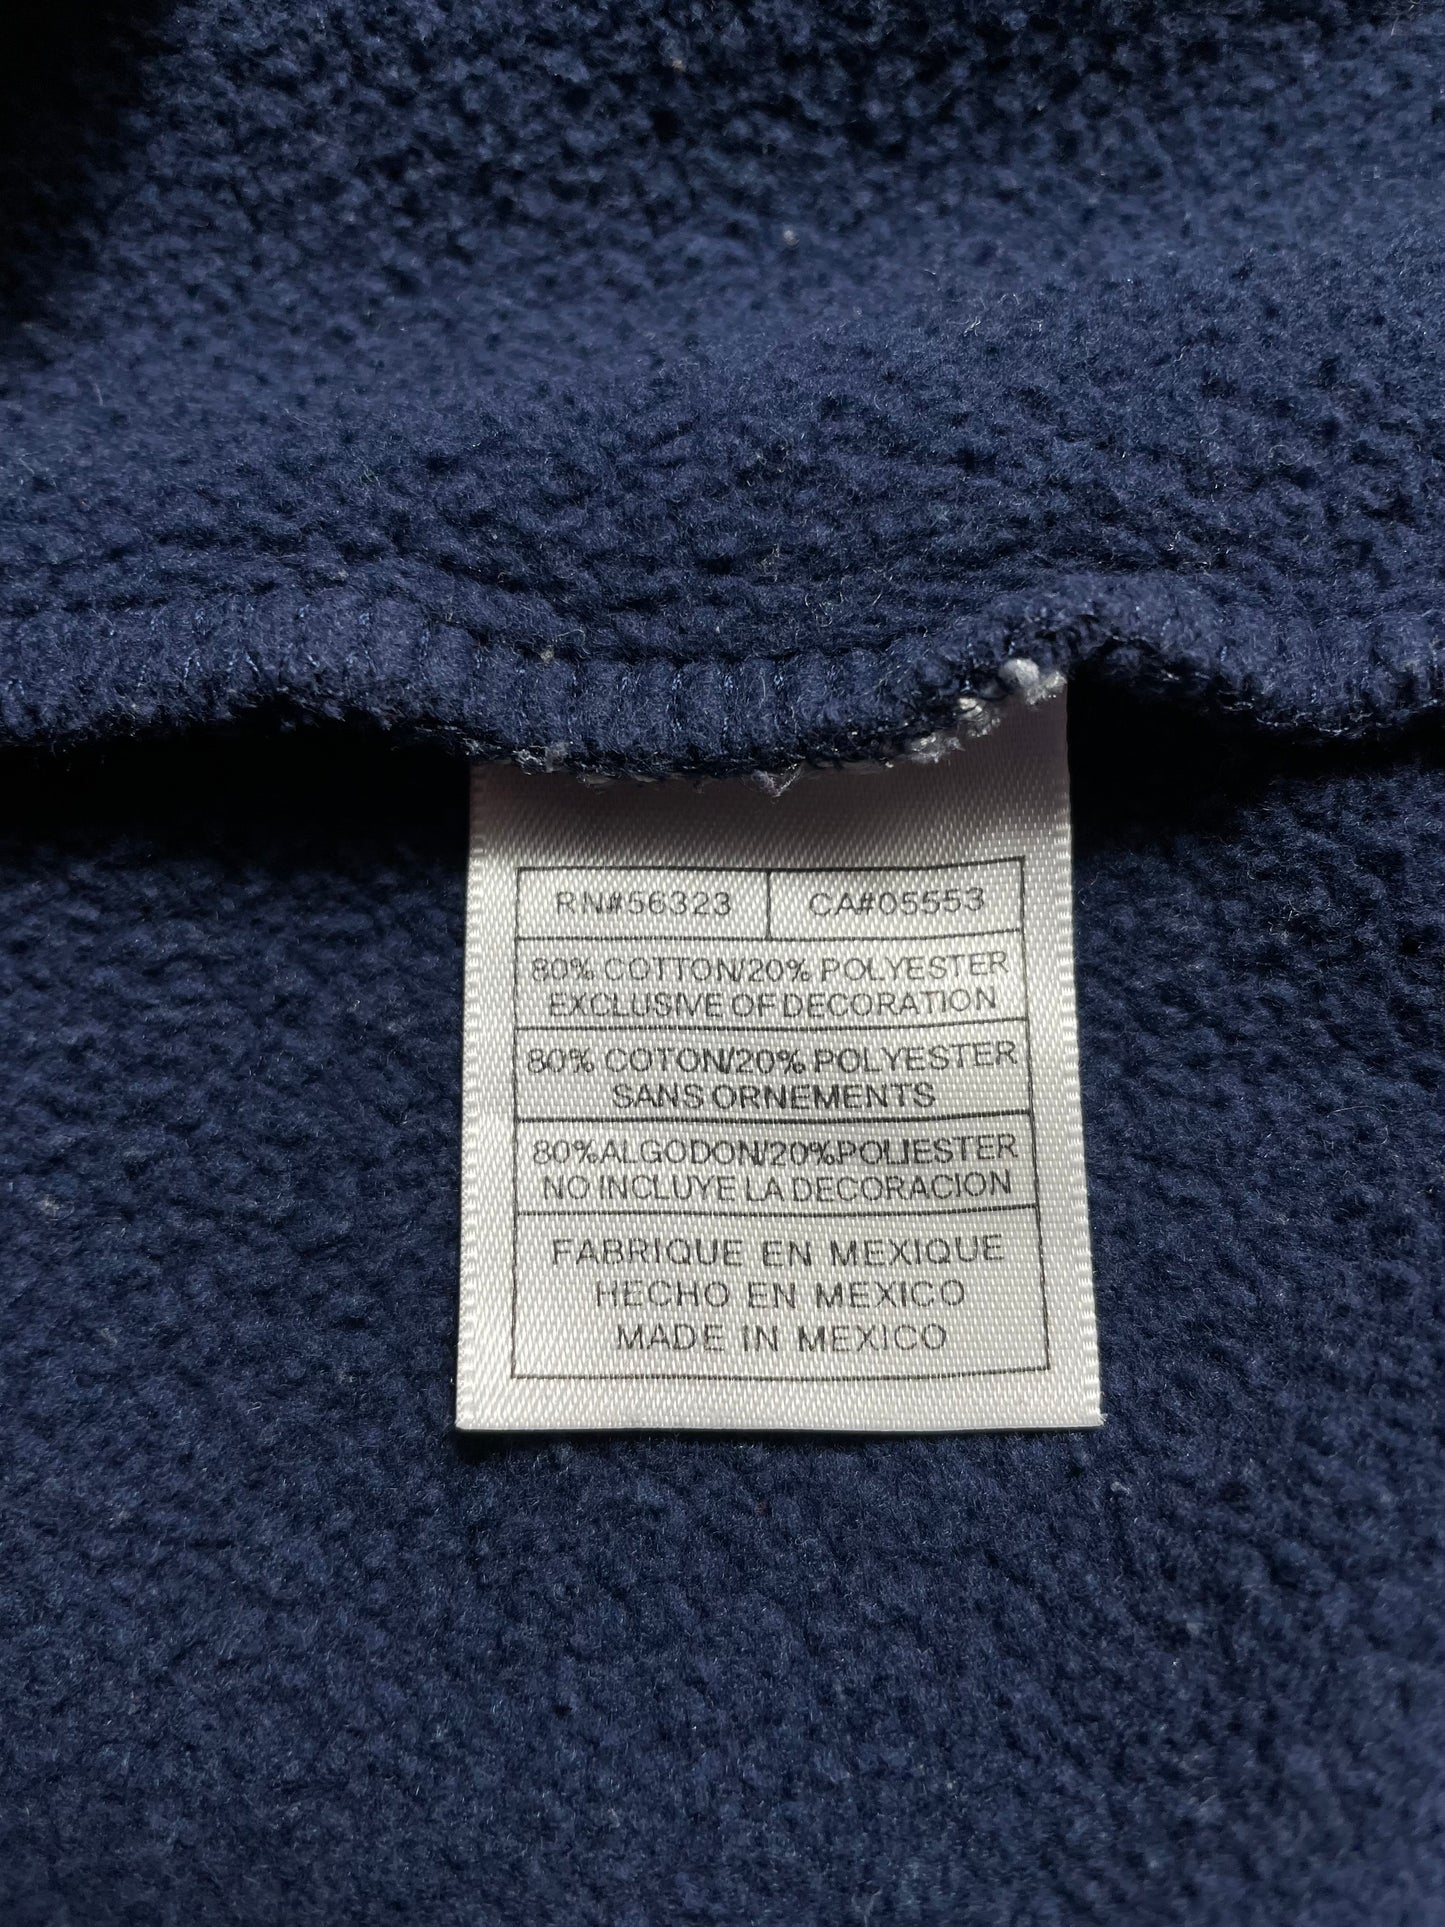 RN#56323 CA#05553
80% COTTON/20% POLYESTER
EXCLUSIVE OF DECORATION
80% COTON/20% POLYESTER
SANS ORNEMENTS
80% ALGODON/20% POLIESTER
NO INCLUYE LA DECORACION
FABRIQUE EN MEXIQUE
HECHO EN MEXICO
MADE IN MEXICO